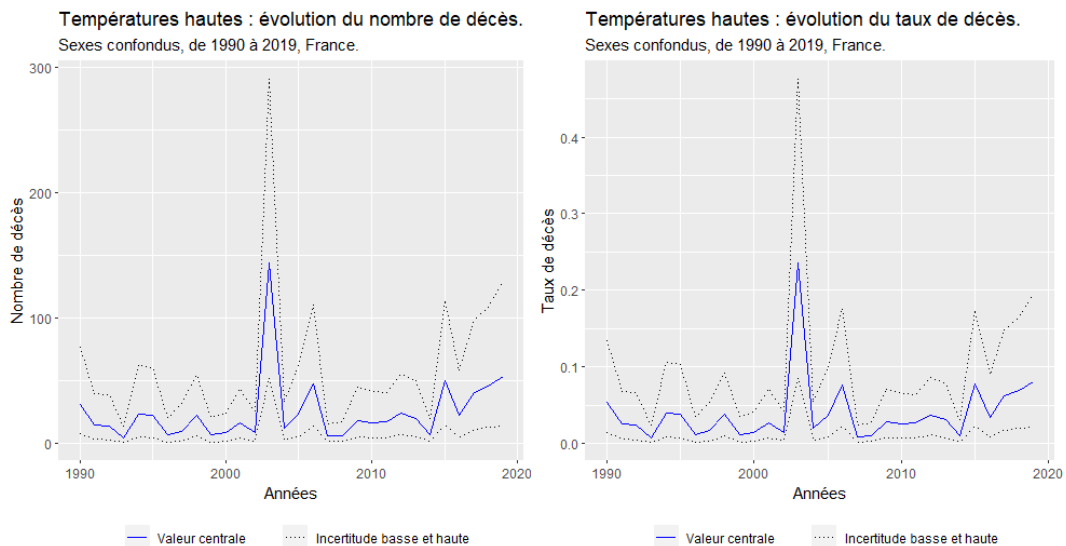 Températures hautes : évolution du nombre de décès.
Sexes confondus, de 1990 à 2019, France.
300
200
100
0
Nombre de décès
1990
2000
2010
2020
Années
Valeur centrale
Incertitude basse et haute
Températures hautes : évolution du taux de décès.
Sexes confondus, de 1990 à 2019, France.
0.4
0.3
0.2
0.1
0.0
Taux de décès
1990
2000
2010
2020
Années
Valeur centrale
Incertitude basse et haute